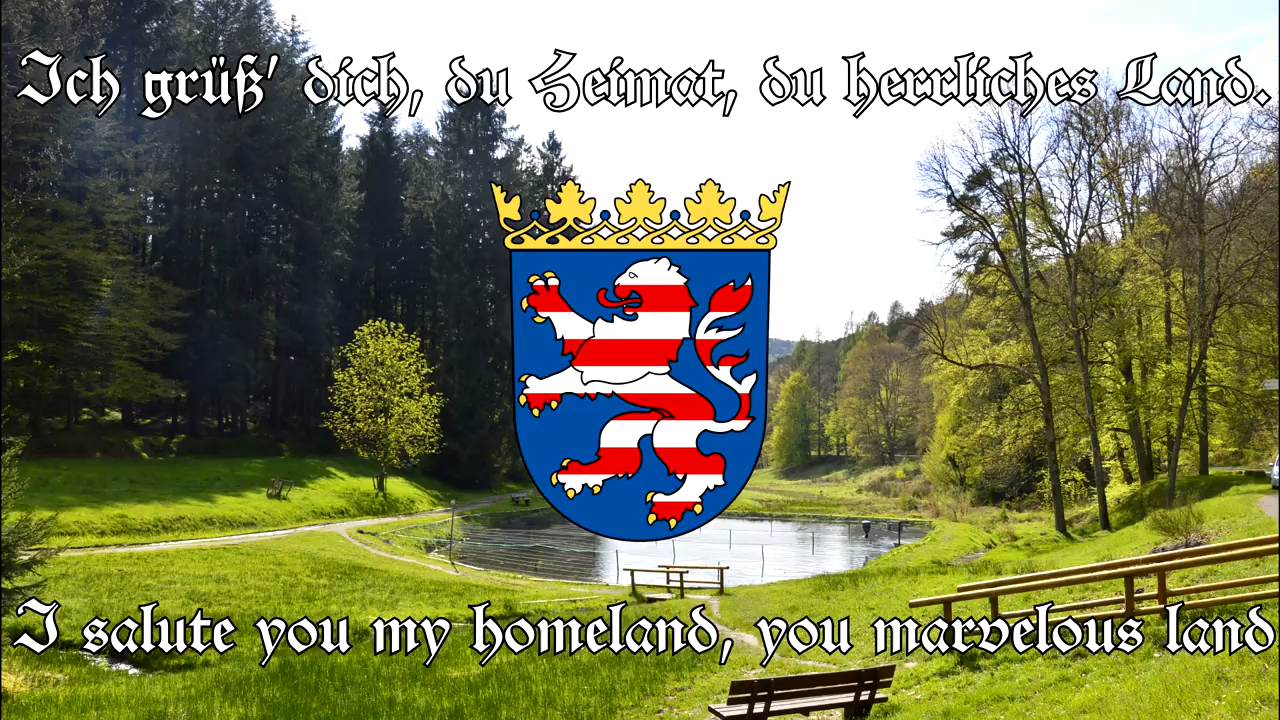 Ich grüß' dich, du Heimat, du herrliches Land.
I salute you my homeland, you marvelous land